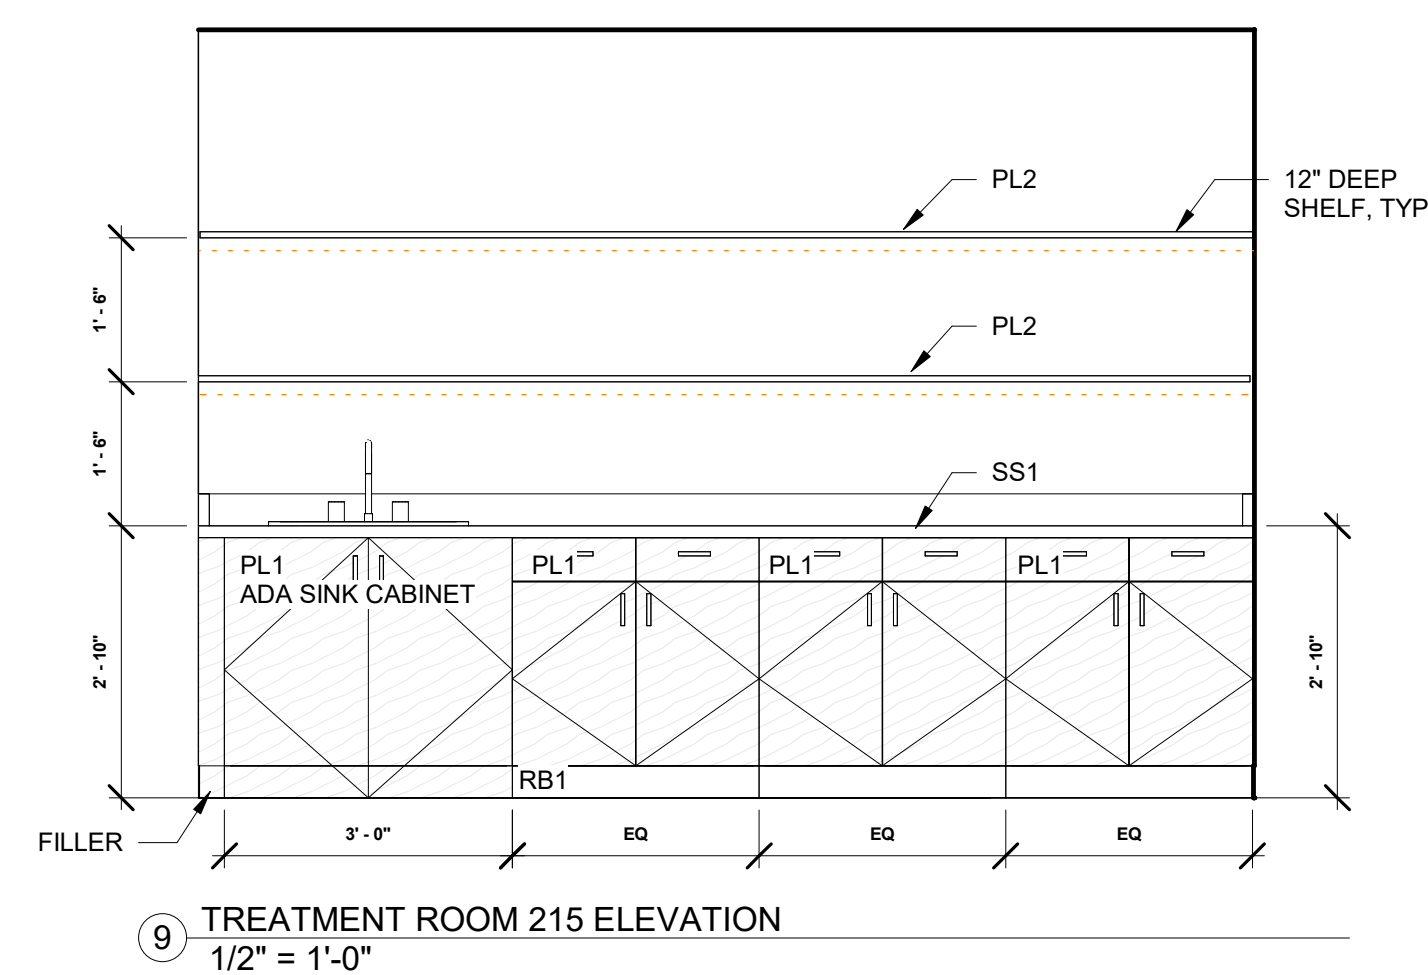 PL2
12" DEEP
SHELF, TYP
1' - 6"
PL2
1' - 6"
SS1
PL1
ADA SINK CABINET
PL1
PL1
PL1
2' - 10"
2' - 10"
RB1
FILLER
3' - 0"
EQ
EQ
EQ
9
TREATMENT ROOM 215 ELEVATION
1/2" = 1'-0"